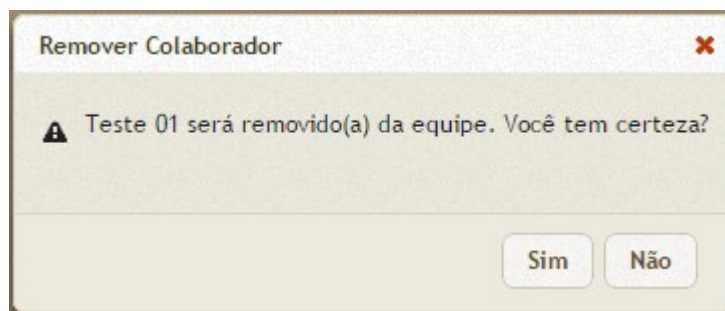 Remover Colaborador
Teste 01 será removido(a) da equipe. Você tem certeza?
Sim Não